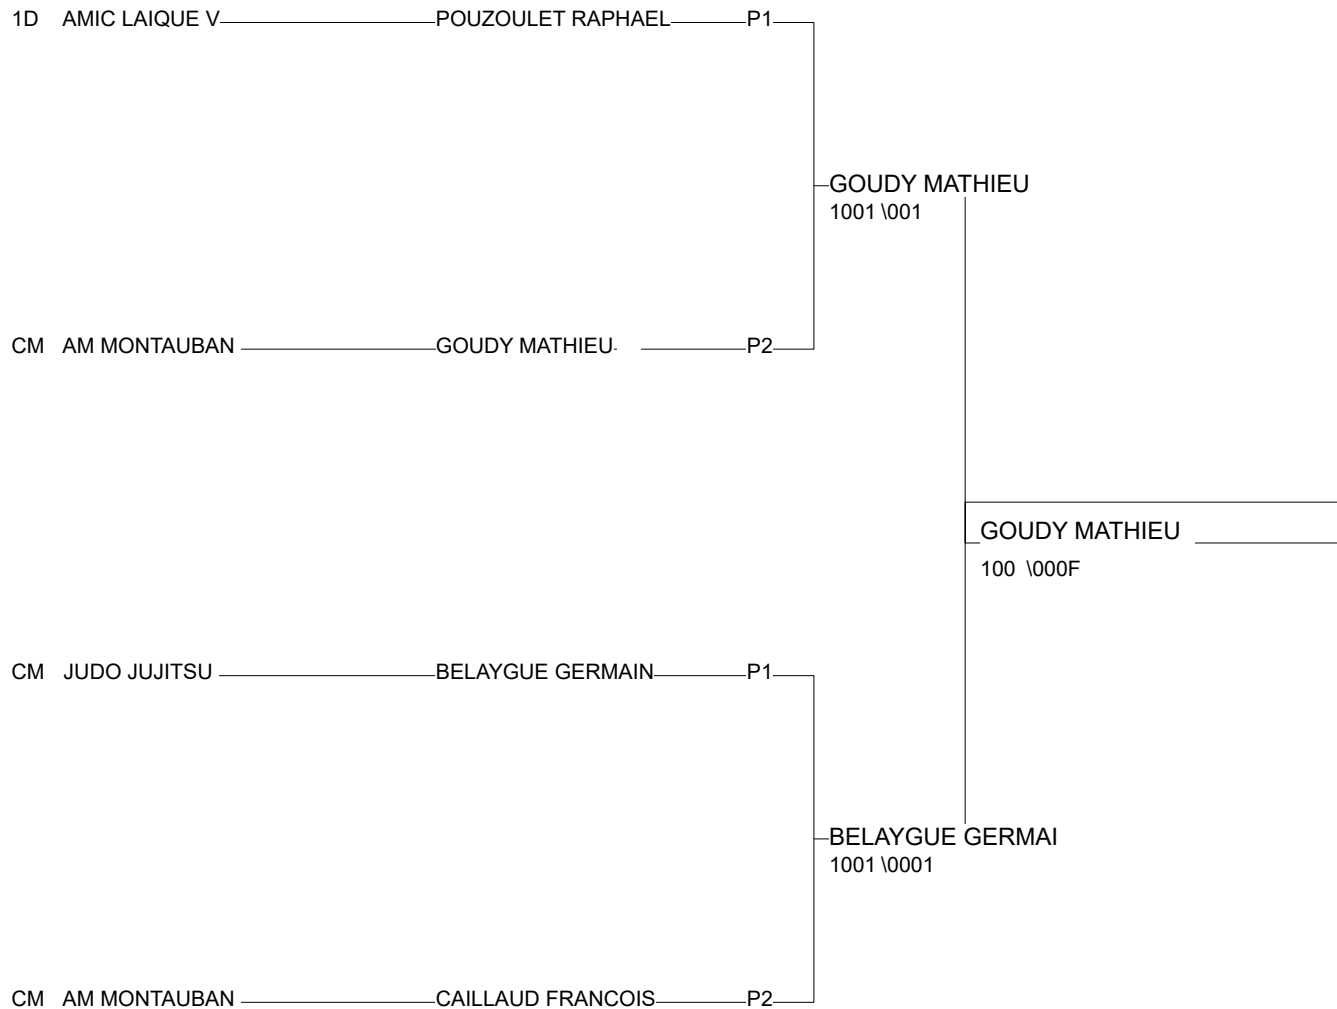 1D AMIC LAIQUE V POUZOULET RAPHAEL P1
GOUDY MATHIEU
1001 \001
CM AM MONTAUBAN GOUDY MATHIEU P2
GOUDY MATHIEU
100 \000F
CM JUDO JUJITSU BELAYGUE GERMAIN P1
BELAYGUE GERMAI
1001 \0001
CM AM MONTAUBAN CAILLAUD FRANCOIS P2